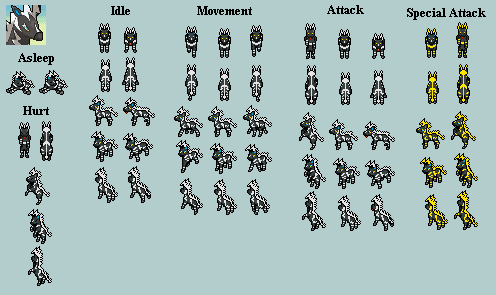 Idle
Movement
Attack
Special Attack
Asleep
Hurt